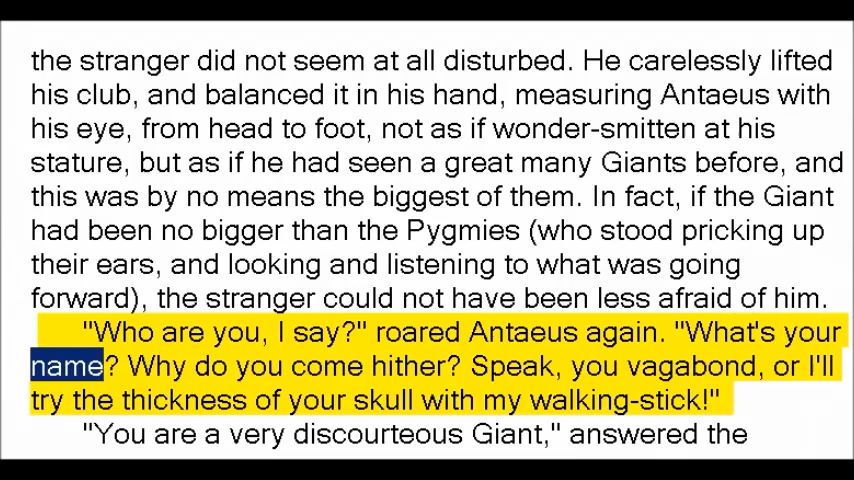 the stranger did not seem at all disturbed. He carelessly lifted
his club, and balanced it in his hand, measuring Antaeus with
his eye, from head to foot, not as if wonder-smitten at his
stature, but as if he had seen a great many Giants before, and
this was by no means the biggest of them. In fact, if the Giant
had been no bigger than the Pygmies (who stood pricking up
their ears, and looking and listening to what was going
forward), the stranger could not have been less afraid of him.
"Who are you, I say?" roared Antaeus again. "What's your
name? Why do you come hither? Speak, you vagabond, or I'll
try the thickness of your skull with my walking-stick!"
"You are a very discourteous Giant," answered the